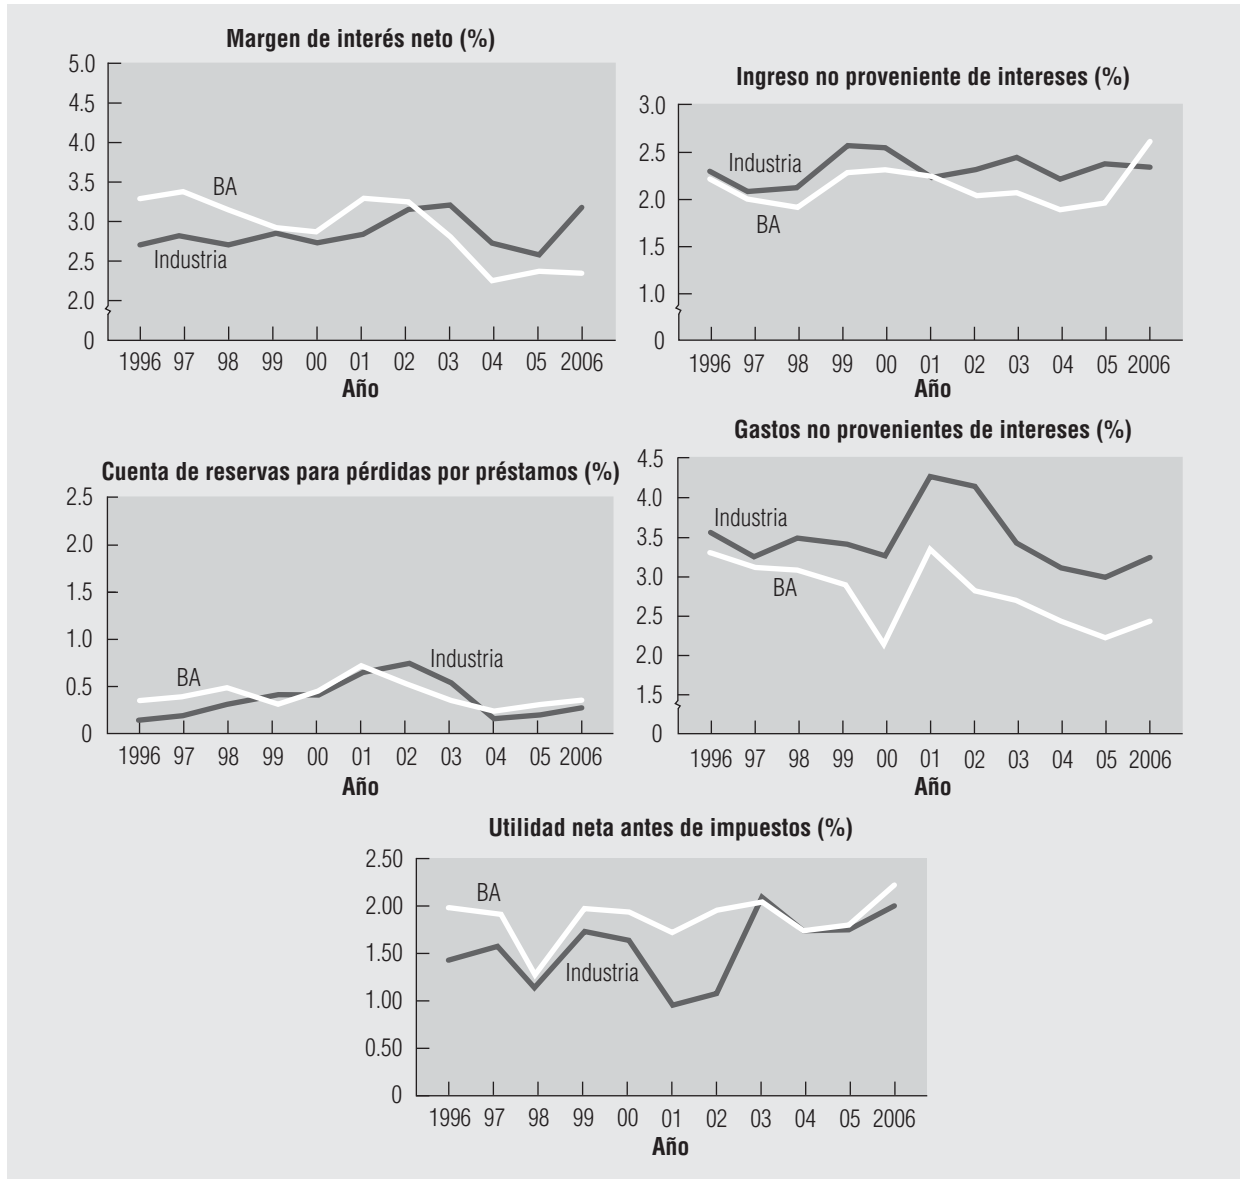 Margen de interés neto (%)
5.0
4.5
4.0
3.5
3.0
2.5
2.0
0
BA
Industria
1996 97 98 99 00 01 02 03 04 05 2006
Año
Ingreso no proveniente de intereses (%)
3.0
2.5
2.0
1.5
1.0
0
Industria
BA
1996 97 98 99 00 01 02 03 04 05 2006
Año
Cuenta de reservas para pérdidas por préstamos (%)
2.5
2.0
1.5
1.0
0.5
0
BA
Industria
1996 97 98 99 00 01 02 03 04 05 2006
Año
Gastos no provenientes de intereses (%)
4.5
4.0
3.5
3.0
2.5
2.0
1.5
0
Industria
BA
1996 97 98 99 00 01 02 03 04 05 2006
Año
Utilidad neta antes de impuestos (%)
2.50
2.00
1.50
1.00
0.50
0
BA
Industria
1996 97 98 99 00 01 02 03 04 05 2006
Año